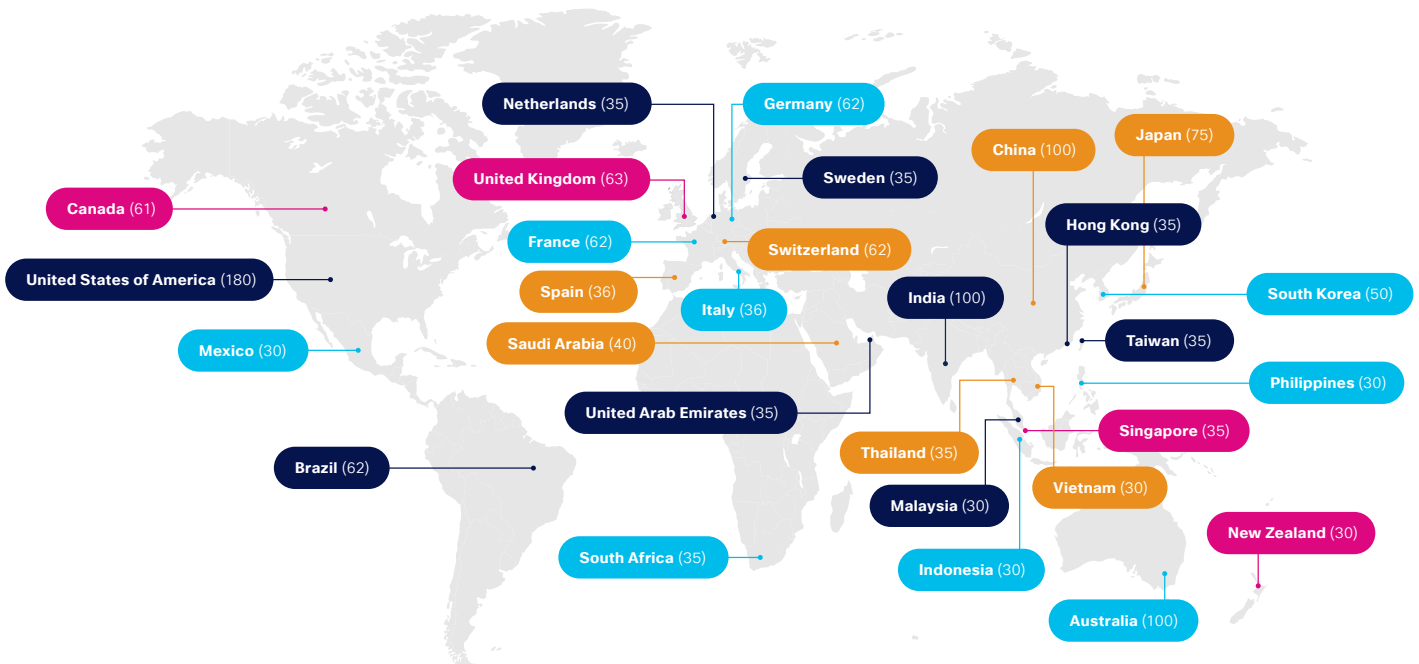 Netherlands (35)
Germany (62)
Japan (75)
China (100)
United Kingdom (63)
Sweden (35)
Canada (61)
Hong Kong (35)
France (62)
Switzerland (62)
United States of America (180)
Spain (36)
Italy (36)
India (100)
South Korea (50)
Mexico (30)
Saudi Arabia (40)
Taiwan (35)
Philippines (30)
United Arab Emirates (35)
Singapore (35)
Thailand (35)
Brazil (62)
Vietnam (30)
Malaysia (30)
New Zealand (30)
South Africa (35)
Indonesia (30)
Australia (100)